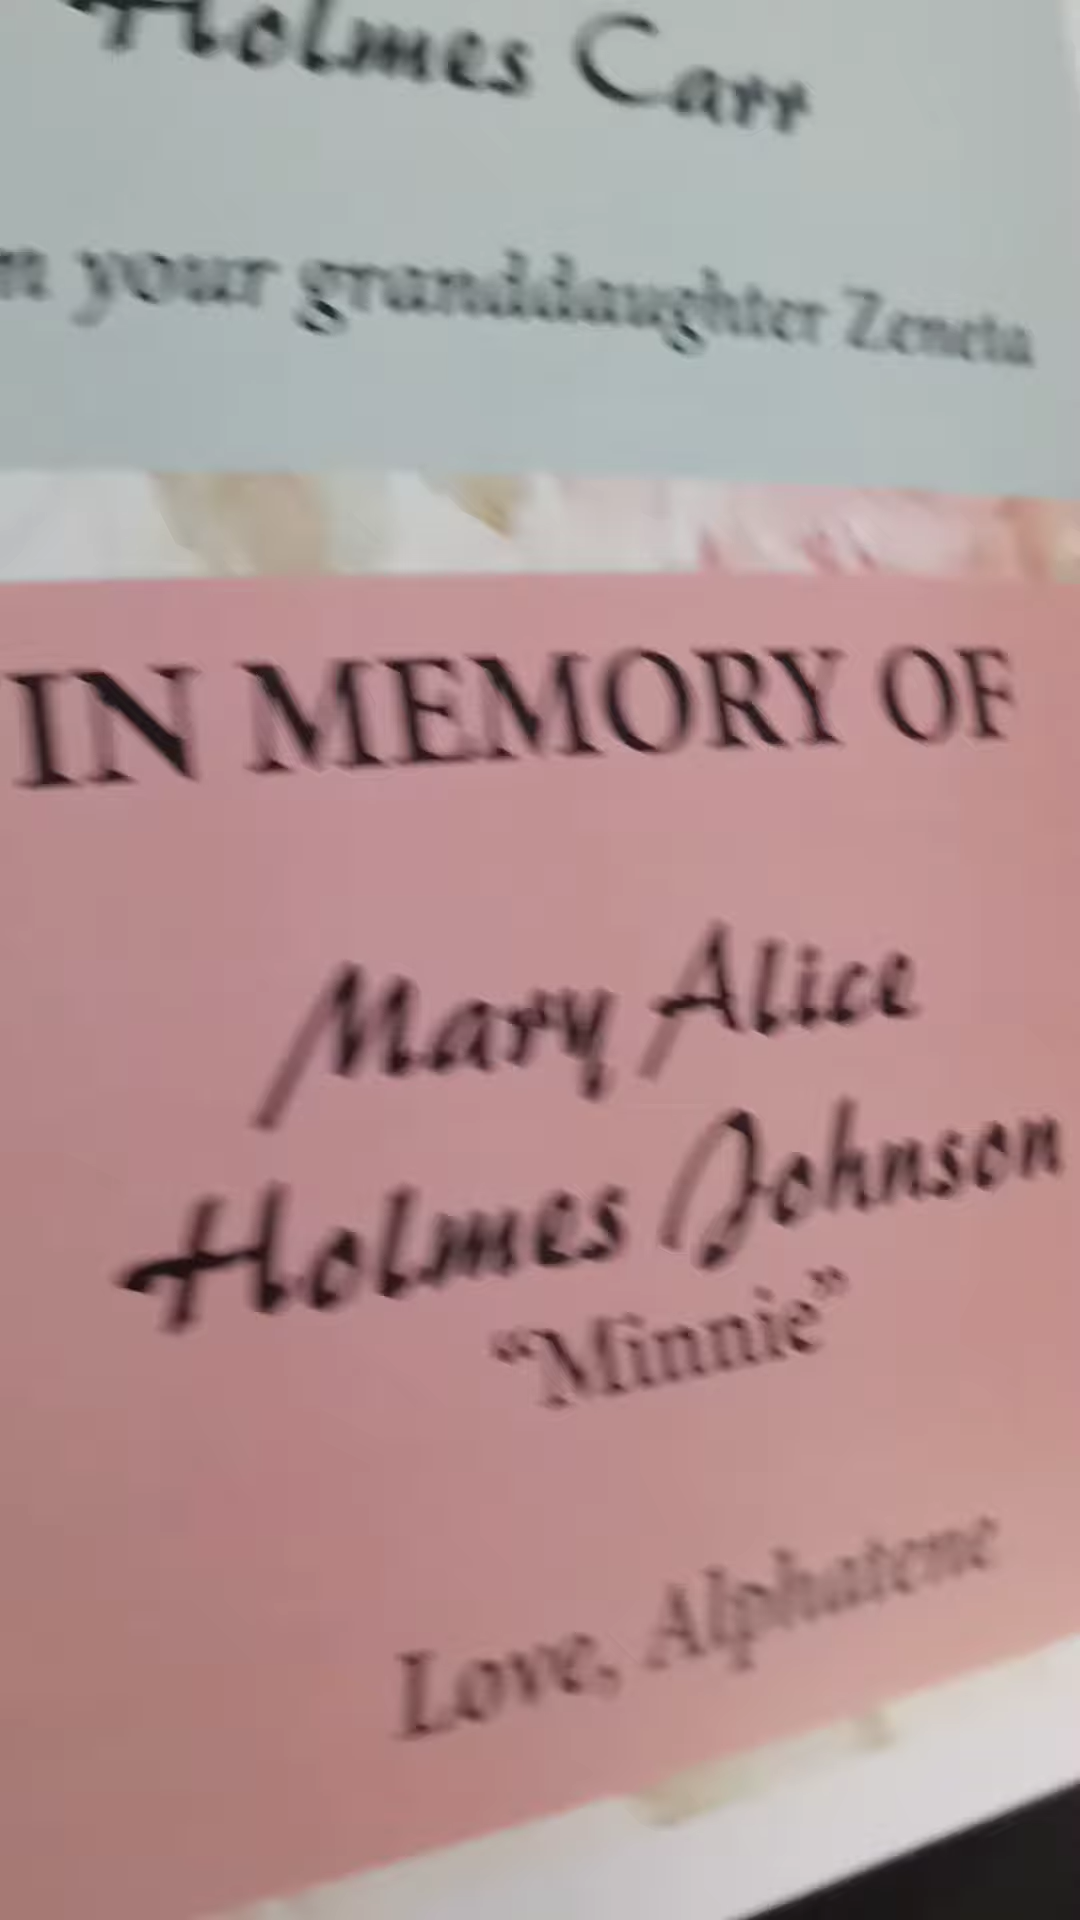 Holmes Carr
your granddaughter Zeneta
IN MEMORY OF
Mary Alice
Holmes Johnson
“Minnie”
Love, Alphatene